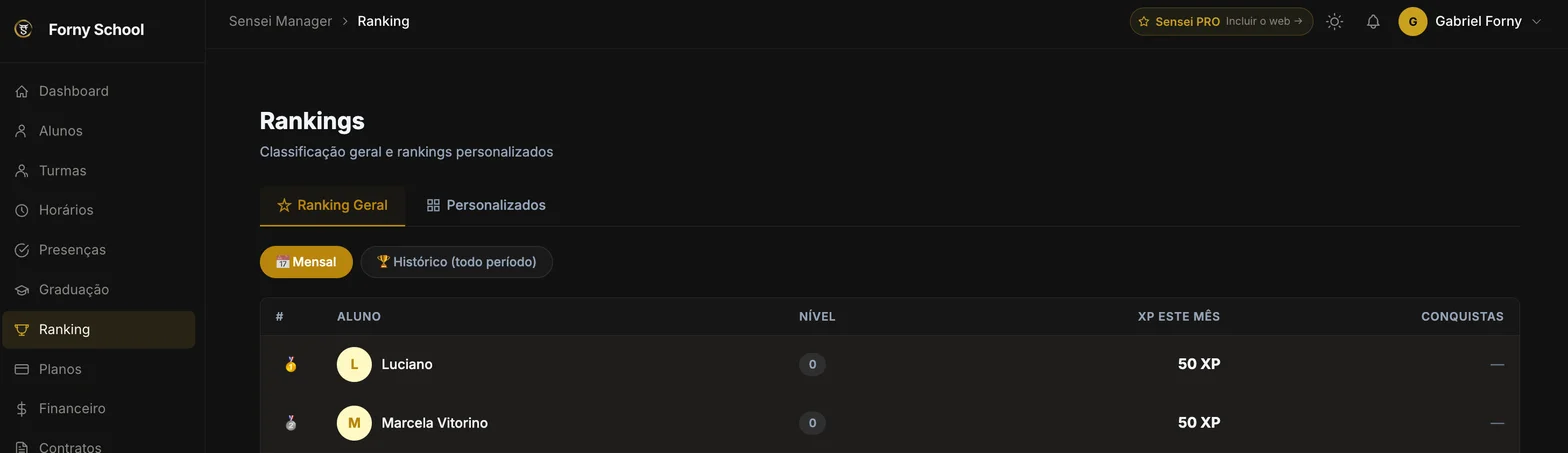 Forny School
Sensei Manager > Ranking
Sensei PRO Incluir o web →
G Gabriel Forny
Dashboard
Alunos
Turmas
Horários
Presenças
Graduação
Ranking
Planos
Financeiro
Contratos
Rankings
Classificação geral e rankings personalizados
Ranking Geral Personalizados
📅 Mensal 🏆 Histórico (todo período)
# ALUNO NÍVEL XP ESTE MÊS CONQUISTAS
🥇 L Luciano 0 50 XP —
🥈 M Marcela Vitorino 0 50 XP —